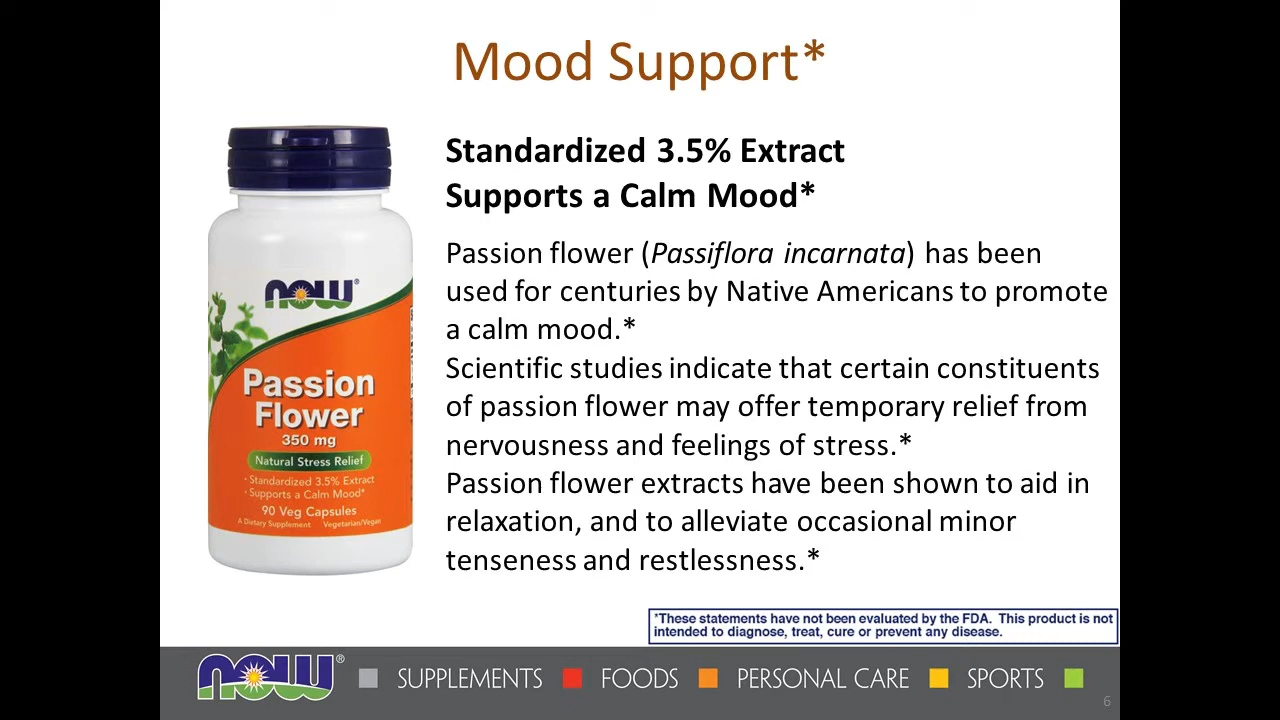 Mood Support*
Standardized 3.5% Extract
Supports a Calm Mood*
Passion flower (Passiflora incarnata) has been
used for centuries by Native Americans to promote
a calm mood.*
Scientific studies indicate that certain constituents
of passion flower may offer temporary relief from
nervousness and feelings of stress.*
Passion flower extracts have been shown to aid in
relaxation, and to alleviate occasional minor
tenseness and restlessness.*
now®
Passion
Flower
350 mg
Natural Stress Relief
• Standardized 3.5% Extract
• Supports a Calm Mood*
90 Veg Capsules
A Dietary Supplement Vegetarian/Vegan
*These statements have not been evaluated by the FDA. This product is not
intended to diagnose, treat, cure or prevent any disease.
now® SUPPLEMENTS FOODS PERSONAL CARE SPORTS
6